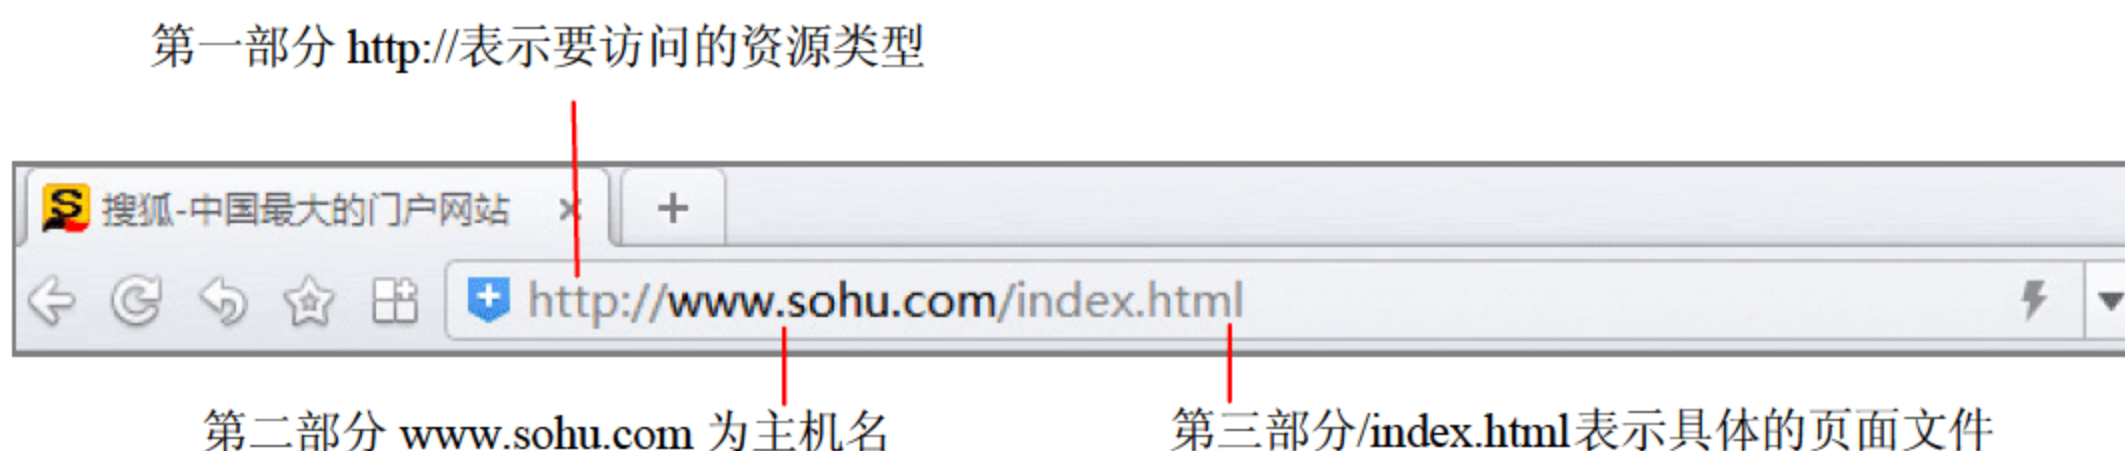 第一部分 http://表示要访问的资源类型
搜狐-中国最大的门户网站
http://www.sohu.com/index.html
第二部分 www.sohu.com 为主机名
第三部分/index.html表示具体的页面文件